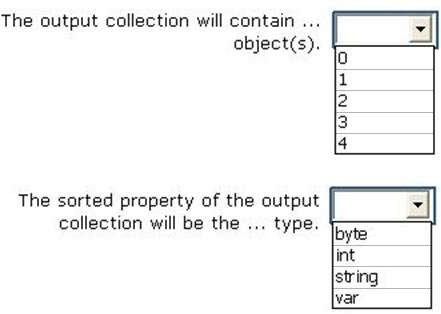 The output collection will contain ...
object(s).
0
1
2
3
4
The sorted property of the output
collection will be the ... type.
byte
int
string
var